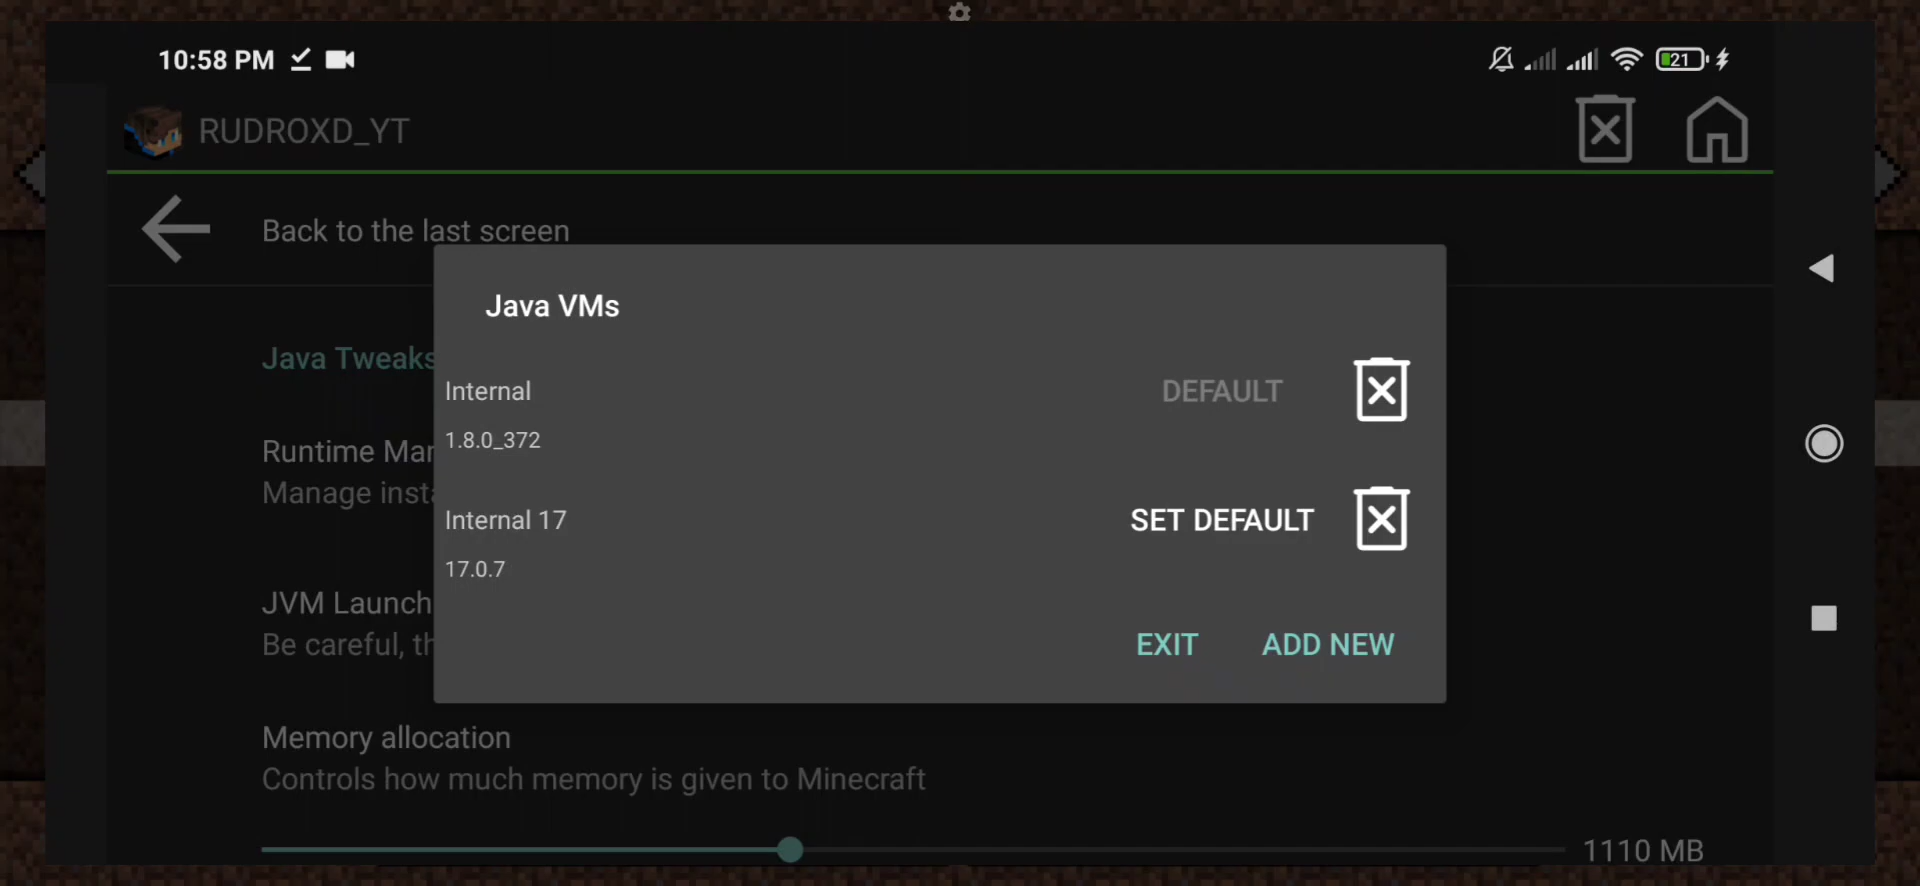 10:58 PM
21
RUDROXD_YT
Back to the last screen
Java VMs
Java Tweaks
Internal
DEFAULT
1.8.0_372
Runtime Mar
Manage insta
Internal 17
SET DEFAULT
17.0.7
JVM Launch
Be careful, th
EXIT
ADD NEW
Memory allocation
Controls how much memory is given to Minecraft
1110 MB